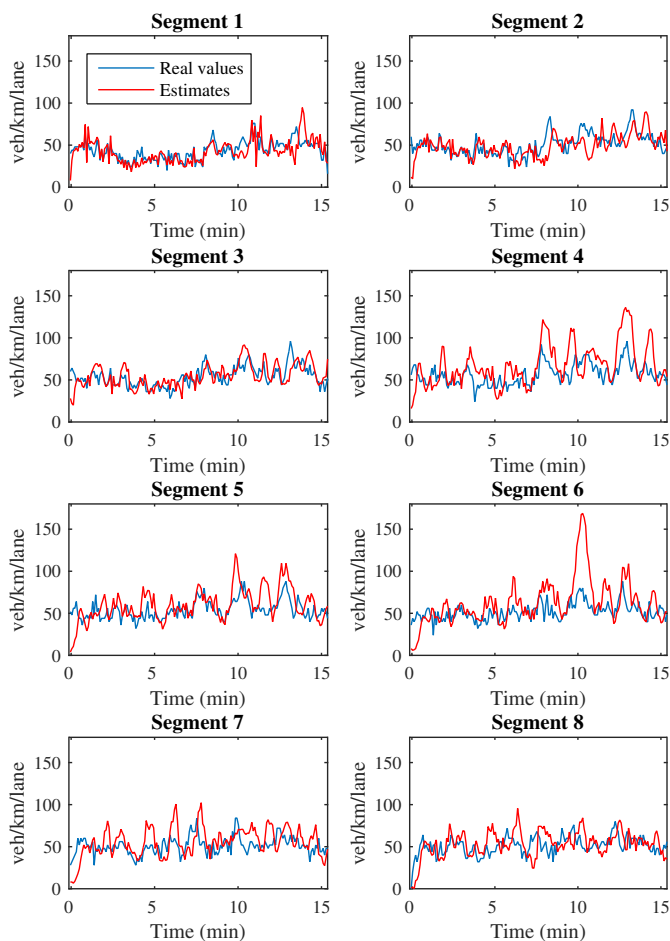 Segment 1
Segment 2
veh/km/lane
150
100
50
0
Real values
Estimates
0 5 10 15
Time (min)
veh/km/lane
150
100
50
0
0 5 10 15
Time (min)
Segment 3
Segment 4
veh/km/lane
150
100
50
0
0 5 10 15
Time (min)
veh/km/lane
150
100
50
0
0 5 10 15
Time (min)
Segment 5
Segment 6
veh/km/lane
150
100
50
0
0 5 10 15
Time (min)
veh/km/lane
150
100
50
0
0 5 10 15
Time (min)
Segment 7
Segment 8
veh/km/lane
150
100
50
0
0 5 10 15
Time (min)
veh/km/lane
150
100
50
0
0 5 10 15
Time (min)